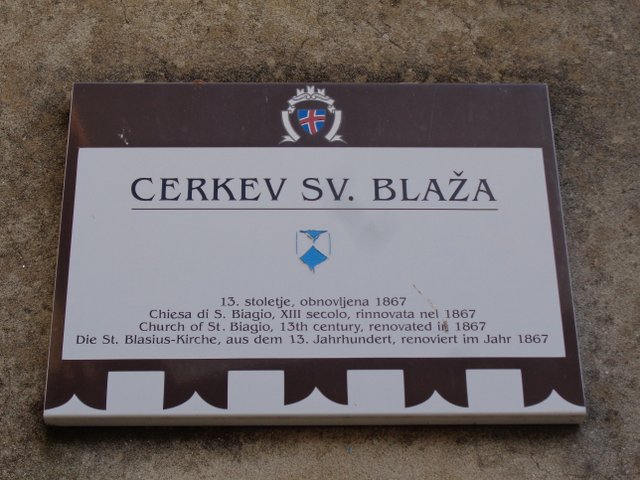 CERKEV SV. BLAŽA
13. stoletje, obnovljena 1867
Chiesa di S. Biagio, XIII secolo, rinnovata nel 1867
Church of St. Biagio, 13th century, renovated in 1867
Die St. Blasius-Kirche, aus dem 13. Jahrhundert, renoviert im Jahr 1867